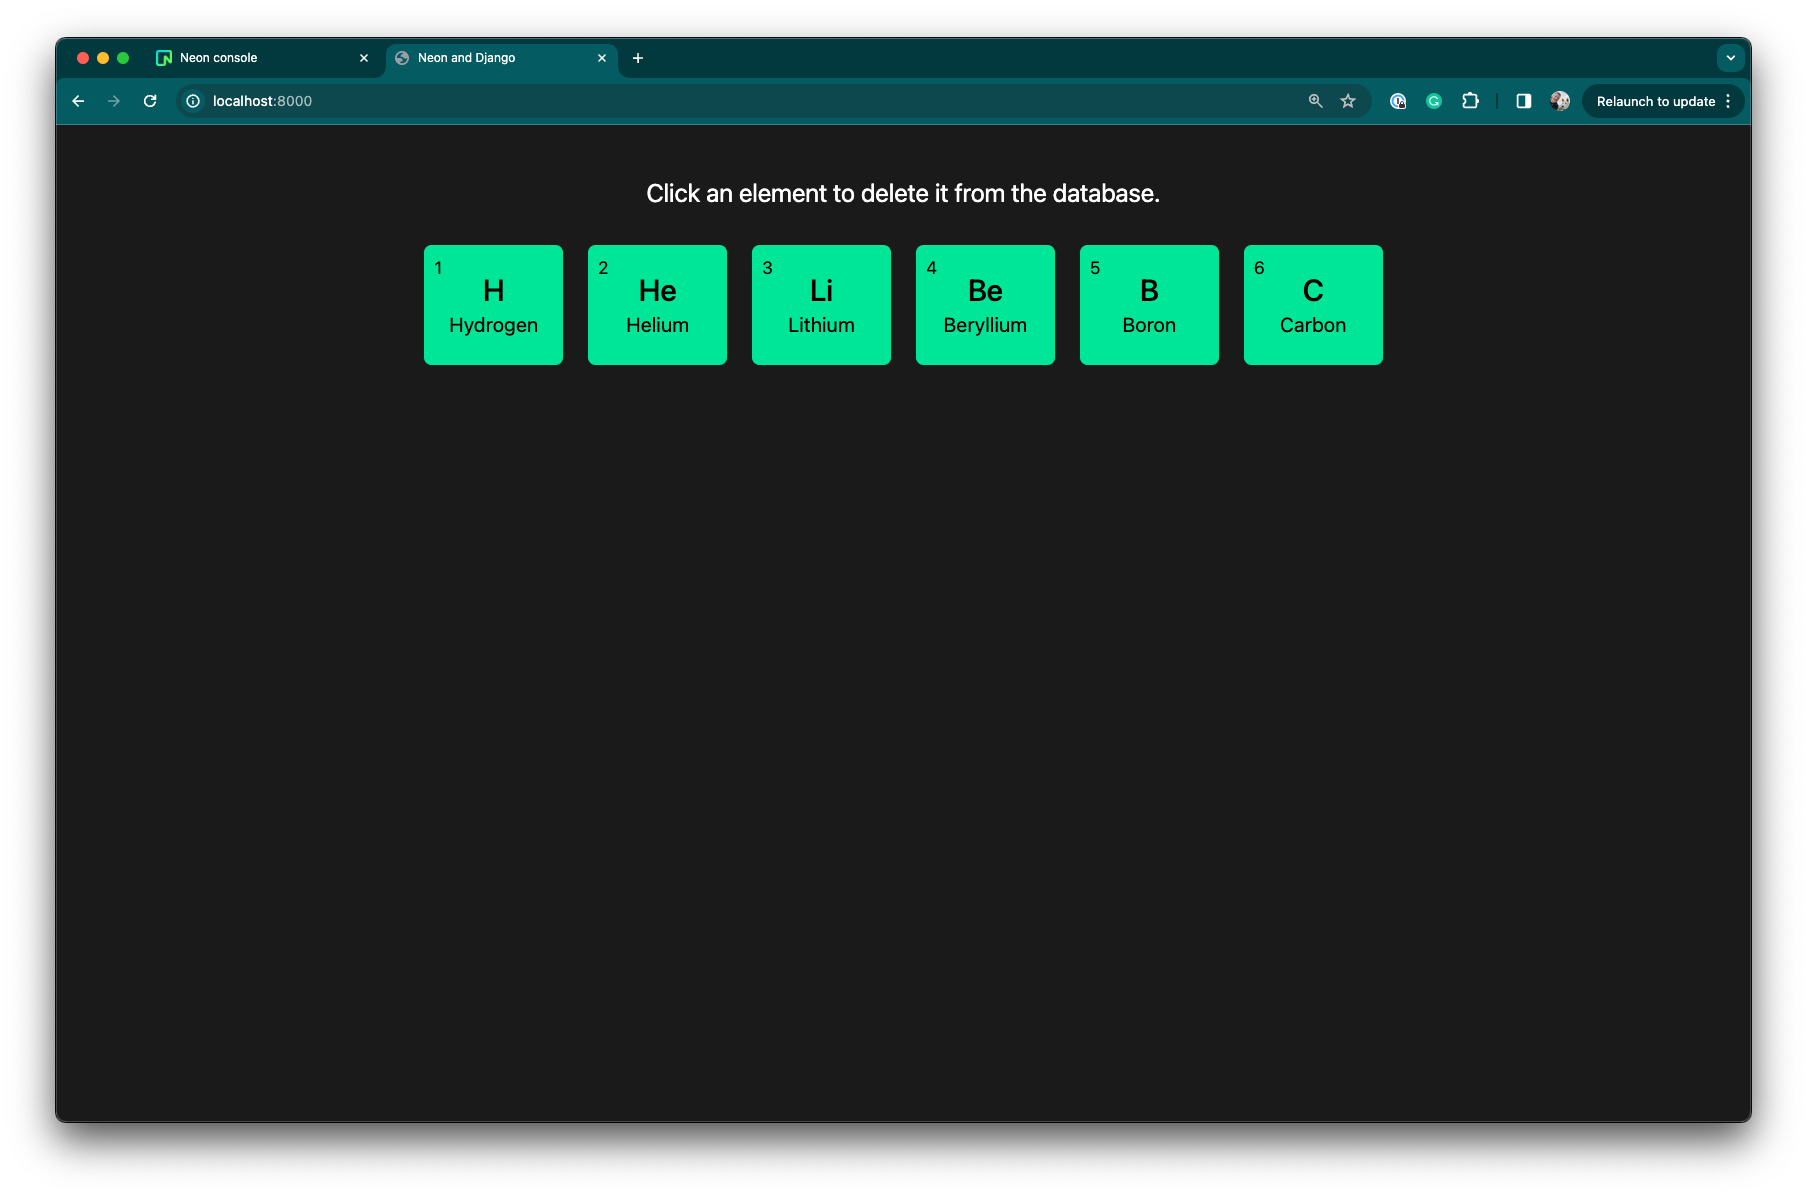 Neon console
Neon and Django
localhost:8000
Relaunch to update
Click an element to delete it from the database.
1
H
Hydrogen
2
He
Helium
3
Li
Lithium
4
Be
Beryllium
5
B
Boron
6
C
Carbon